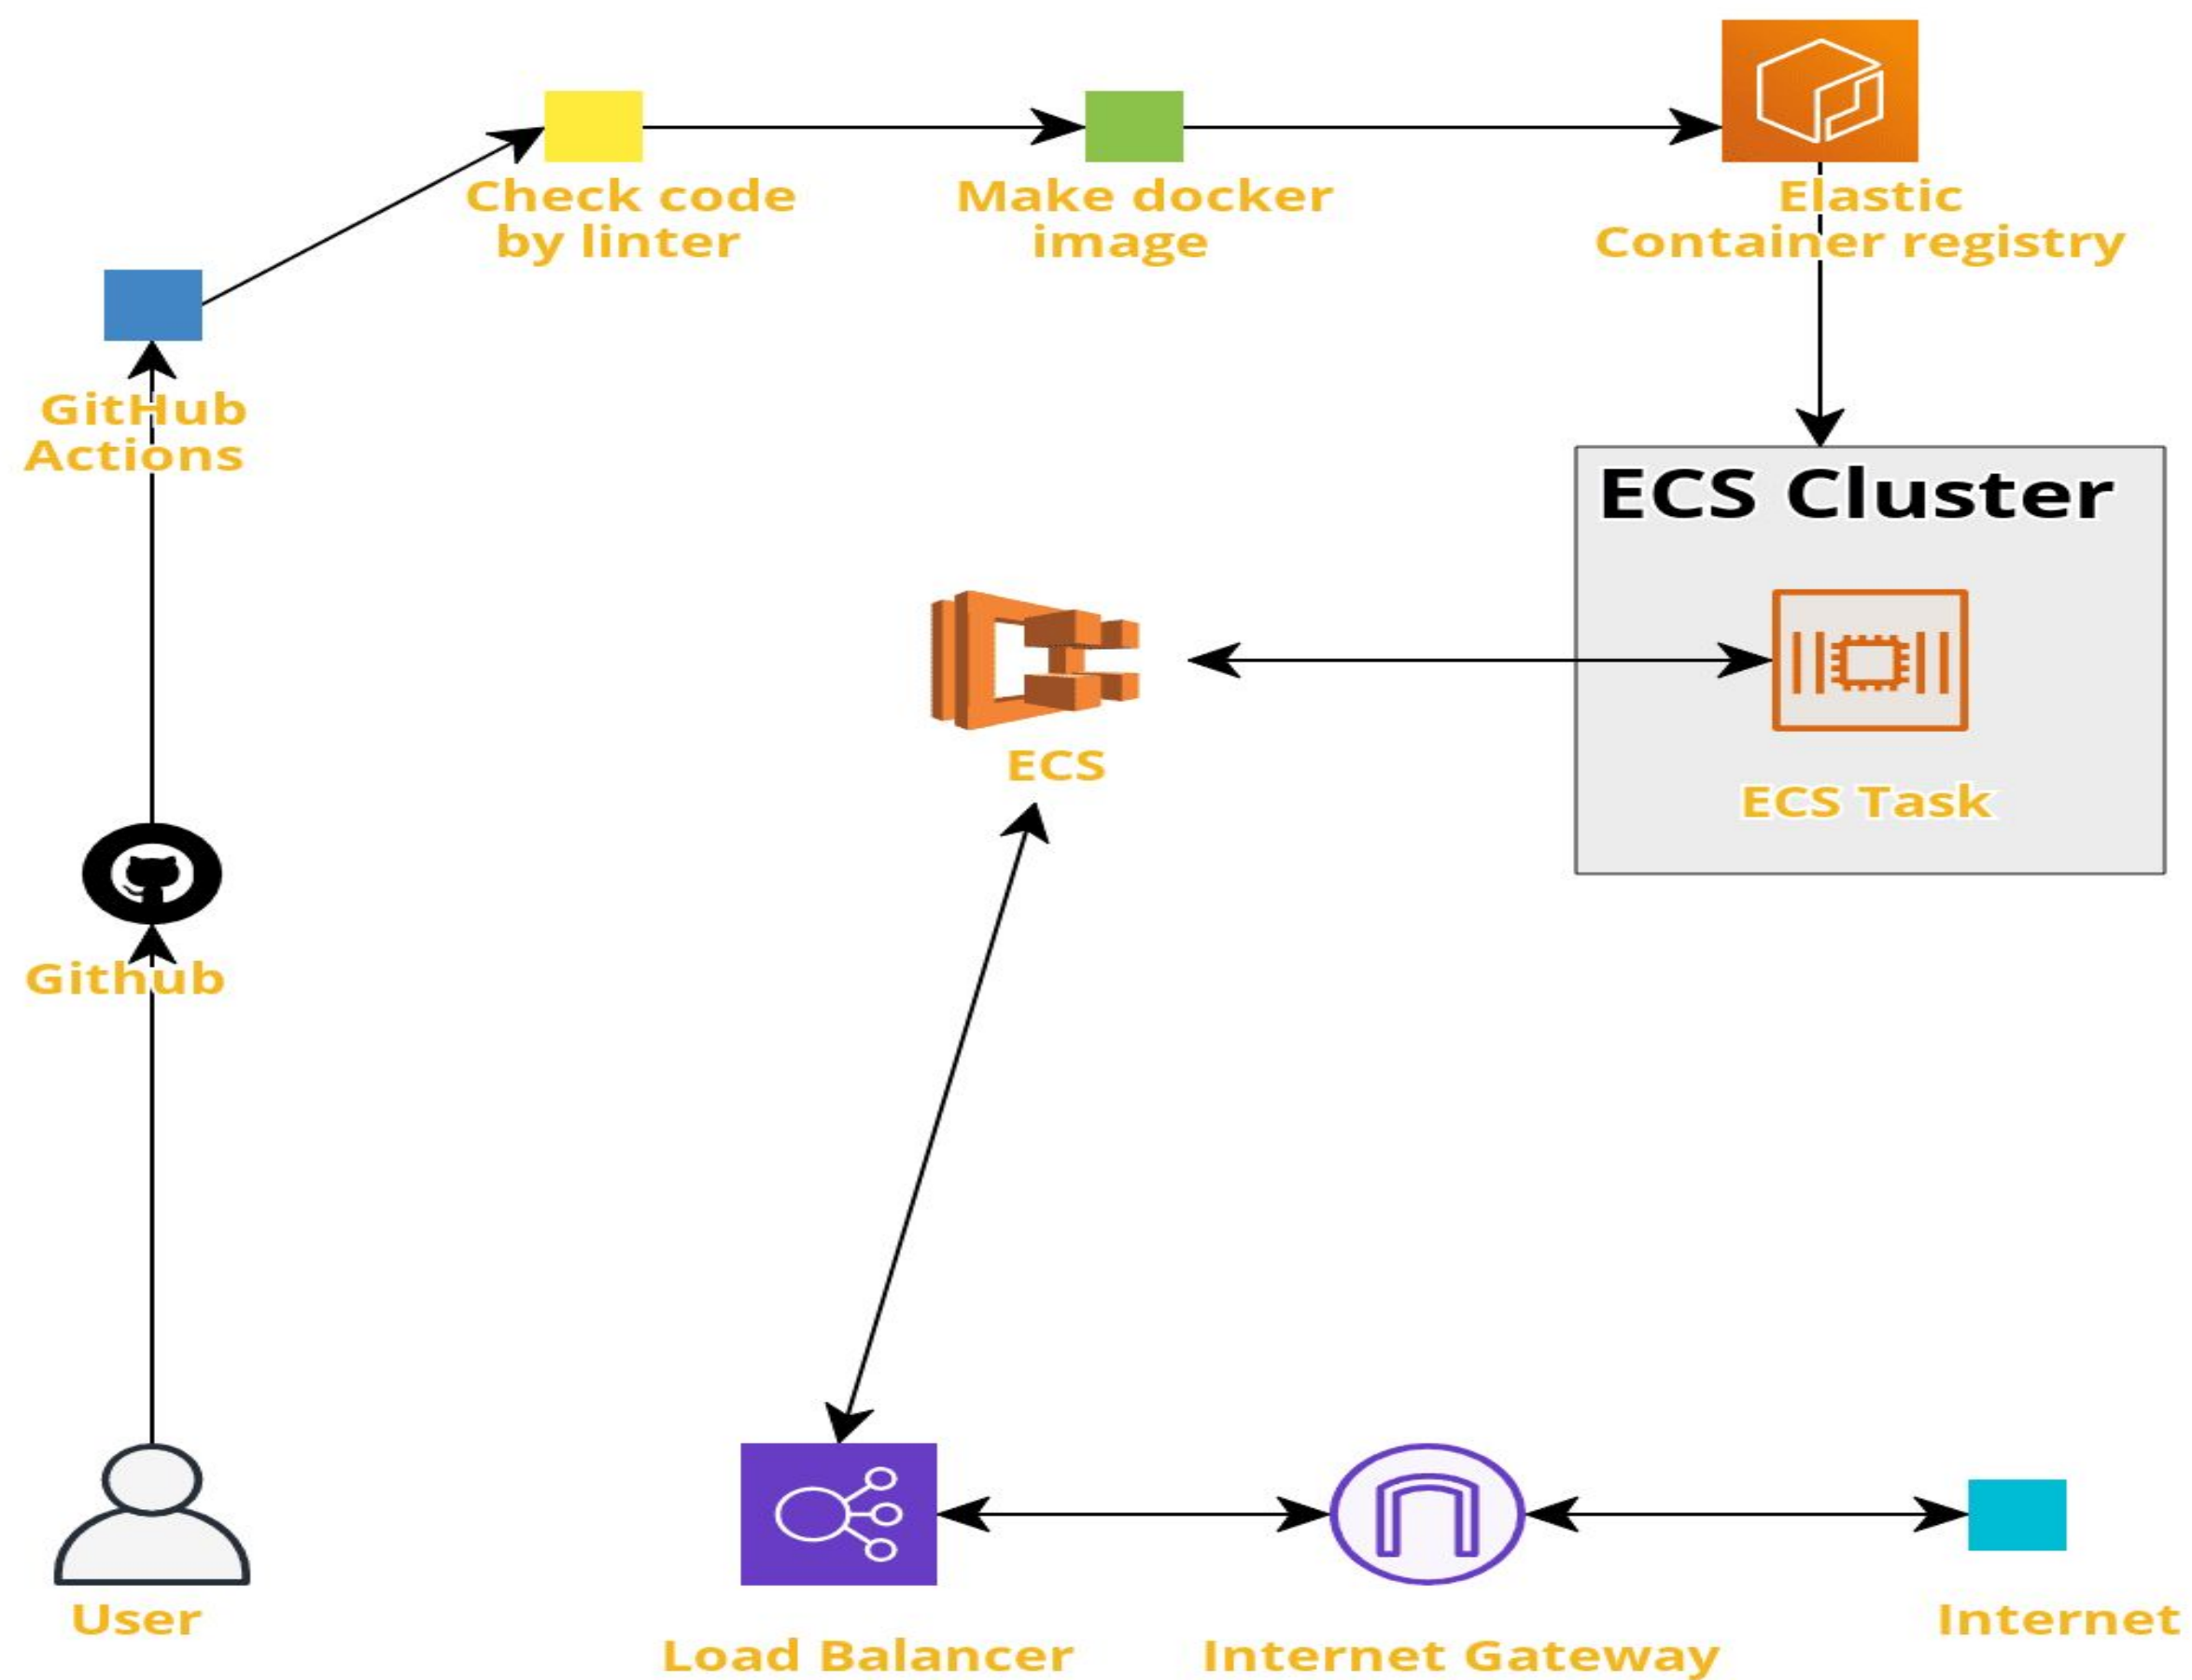 Check code
by linter
Make docker
image
Elastic
Container registry
GitHub
Actions
ECS Cluster
ECS
ECS Task
Github
User
Load Balancer
Internet Gateway
Internet